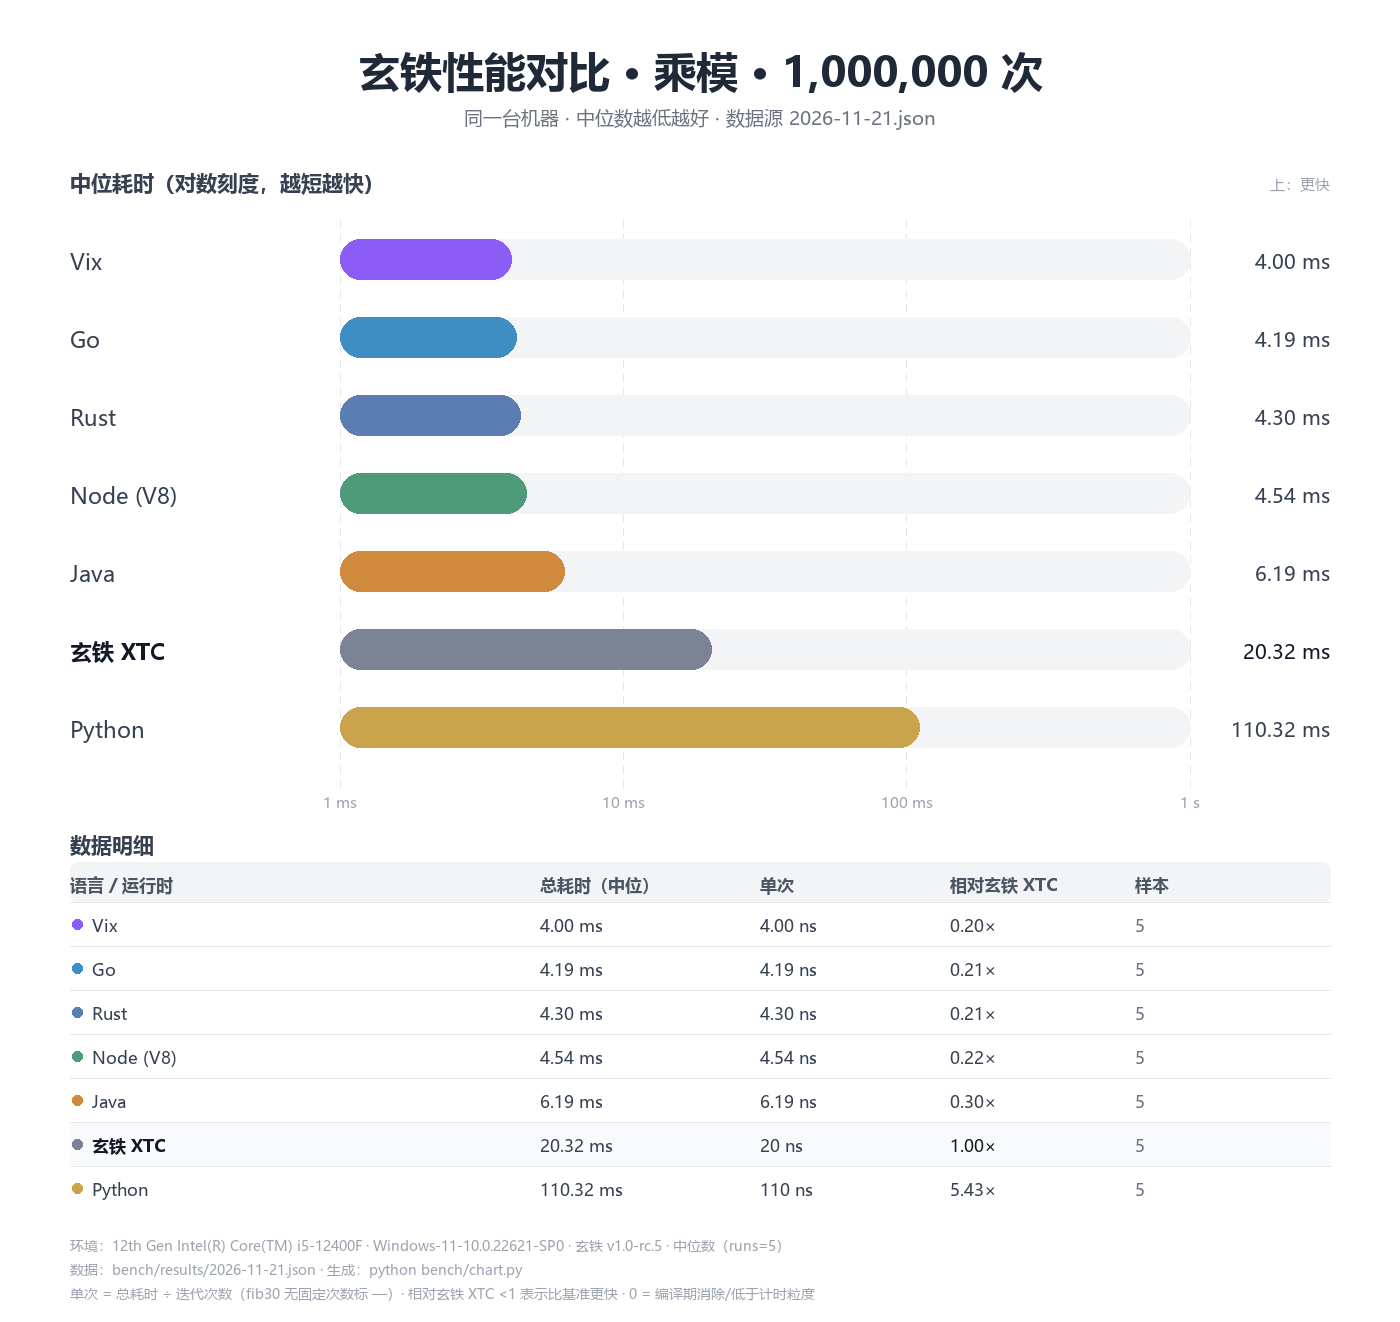 玄铁性能对比 • 乘模 • 1,000,000 次
同一台机器 · 中位数越低越好 · 数据源 2026-11-21.json
中位耗时（对数刻度，越短越快）
上：更快
Vix 4.00 ms
Go 4.19 ms
Rust 4.30 ms
Node (V8) 4.54 ms
Java 6.19 ms
玄铁 XTC 20.32 ms
Python 110.32 ms
1 ms 10 ms 100 ms 1 s
数据明细
语言 / 运行时 总耗时（中位） 单次 相对玄铁 XTC 样本
Vix 4.00 ms 4.00 ns 0.20× 5
Go 4.19 ms 4.19 ns 0.21× 5
Rust 4.30 ms 4.30 ns 0.21× 5
Node (V8) 4.54 ms 4.54 ns 0.22× 5
Java 6.19 ms 6.19 ns 0.30× 5
玄铁 XTC 20.32 ms 20 ns 1.00× 5
Python 110.32 ms 110 ns 5.43× 5
环境：12th Gen Intel(R) Core(TM) i5-12400F · Windows-11-10.0.22621-SP0 · 玄铁 v1.0-rc.5 · 中位数（runs=5）
数据：bench/results/2026-11-21.json · 生成：python bench/chart.py
单次 = 总耗时 ÷ 迭代次数（fib30 无固定次数标 —）· 相对玄铁 XTC <1 表示比基准更快 · 0 = 编译期消除/低于计时粒度